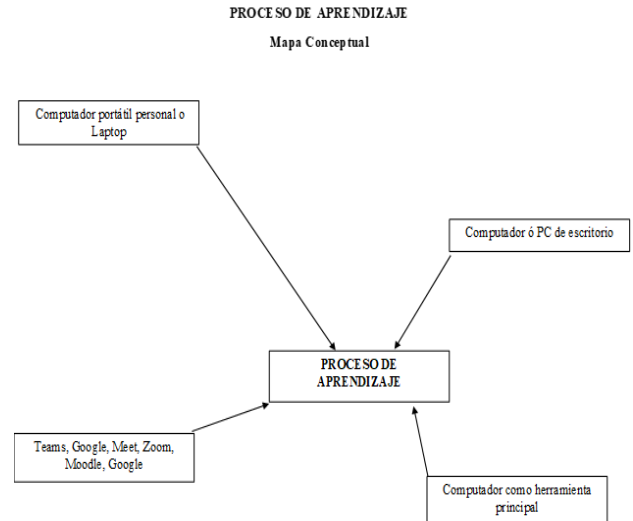 PROCESO DE APRENDIZAJE
Mapa Conceptual
Computador portátil personal o
Laptop
Computador ó PC de escritorio
PROCESO DE
APRENDIZAJE
Teams, Google, Meet, Zoom,
Moodle, Google
Computador como herramienta
principal